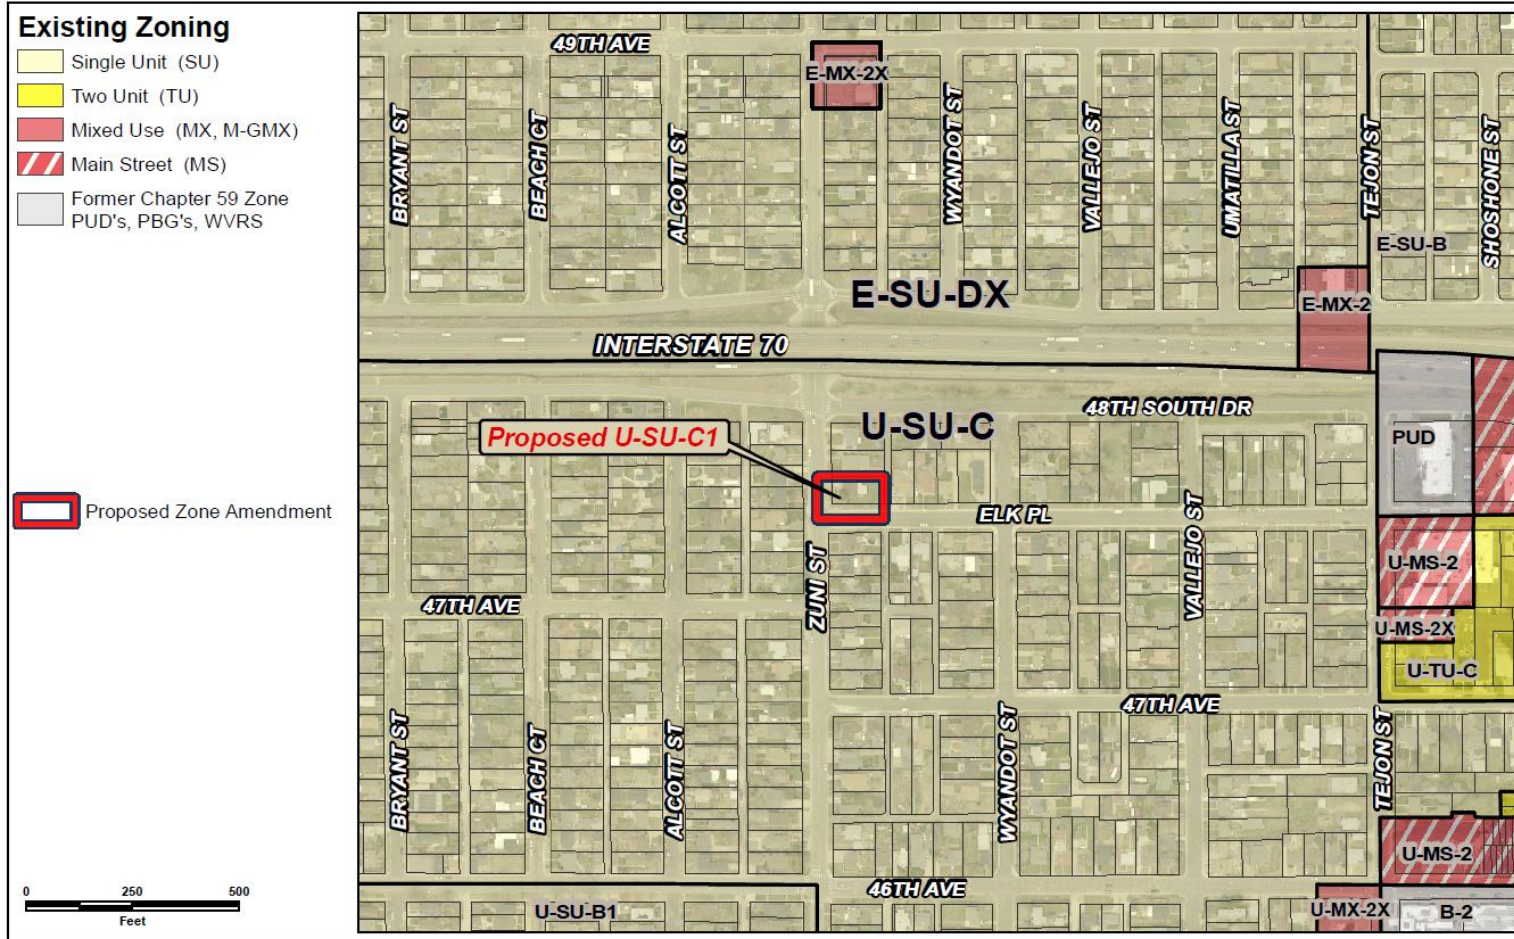 Existing Zoning
Single Unit (SU)
Two Unit (TU)
Mixed Use (MX, M-GMX)
Main Street (MS)
Former Chapter 59 Zone
PUD's, PBG's, WVRS
Proposed Zone Amendment
0 250 500
Feet
49TH AVE
E-MX-2X
BRYANT ST
BEACH CT
ALCOTT ST
WYANDOT ST
VALLEJO ST
UMATILLA ST
TEJON ST
SHOSHONE ST
E-SU-B
E-SU-DX
E-MX-2
INTERSTATE 70
48TH SOUTH DR
U-SU-C
Proposed U-SU-C1
PUD
ELK PL
ZUNI ST
VALLEJO ST
U-MS-2
47TH AVE
U-MS-2X
U-TU-C
47TH AVE
BRYANT ST
BEACH CT
ALCOTT ST
WYANDOT ST
TEJON ST
U-MS-2
46TH AVE
U-SU-B1
U-MX-2X
B-2